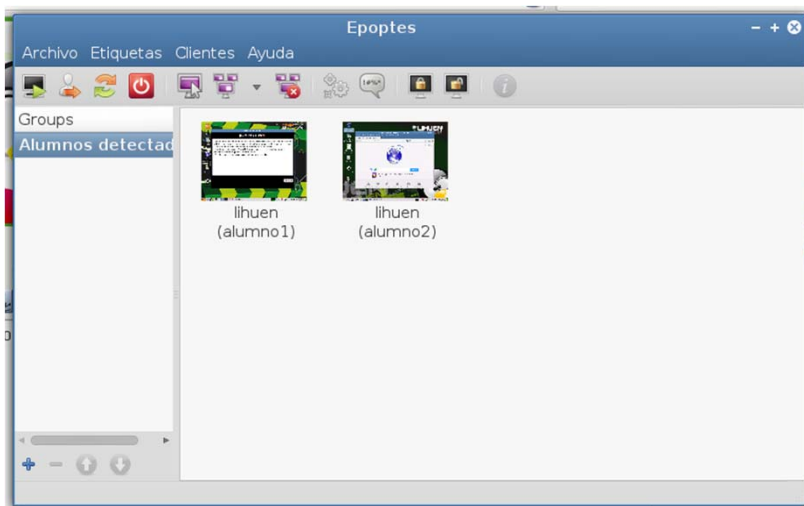 Epoptes
Archivo Etiquetas Clientes Ayuda
Groups
Alumnos detectad
lihuen
(alumno1)
lihuen
(alumno2)